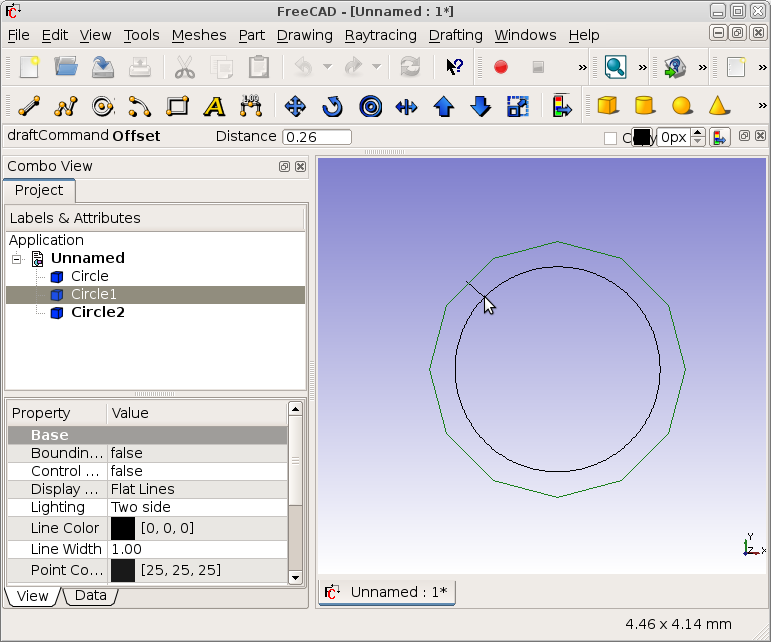 FreeCAD - [Unnamed : 1*]
File Edit View Tools Meshes Part Drawing Raytracing Drafting Windows Help
draftCommand Offset Distance 0.26 0px
Combo View
Project
Labels & Attributes
Application
Unnamed
Circle
Circle1
Circle2
Property Value
Base
Boundin... false
Control ... false
Display ... Flat Lines
Lighting Two side
Line Color [0, 0, 0]
Line Width 1.00
Point Co... [25, 25, 25]
View Data
Y
Z X
Unnamed : 1*
4.46 x 4.14 mm